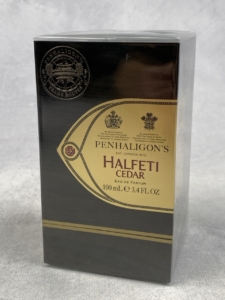 PENHALIGON'S
HALFETI
CEDAR
EAU DE PARFUM
100 mL ℮ 3.4 FL. OZ